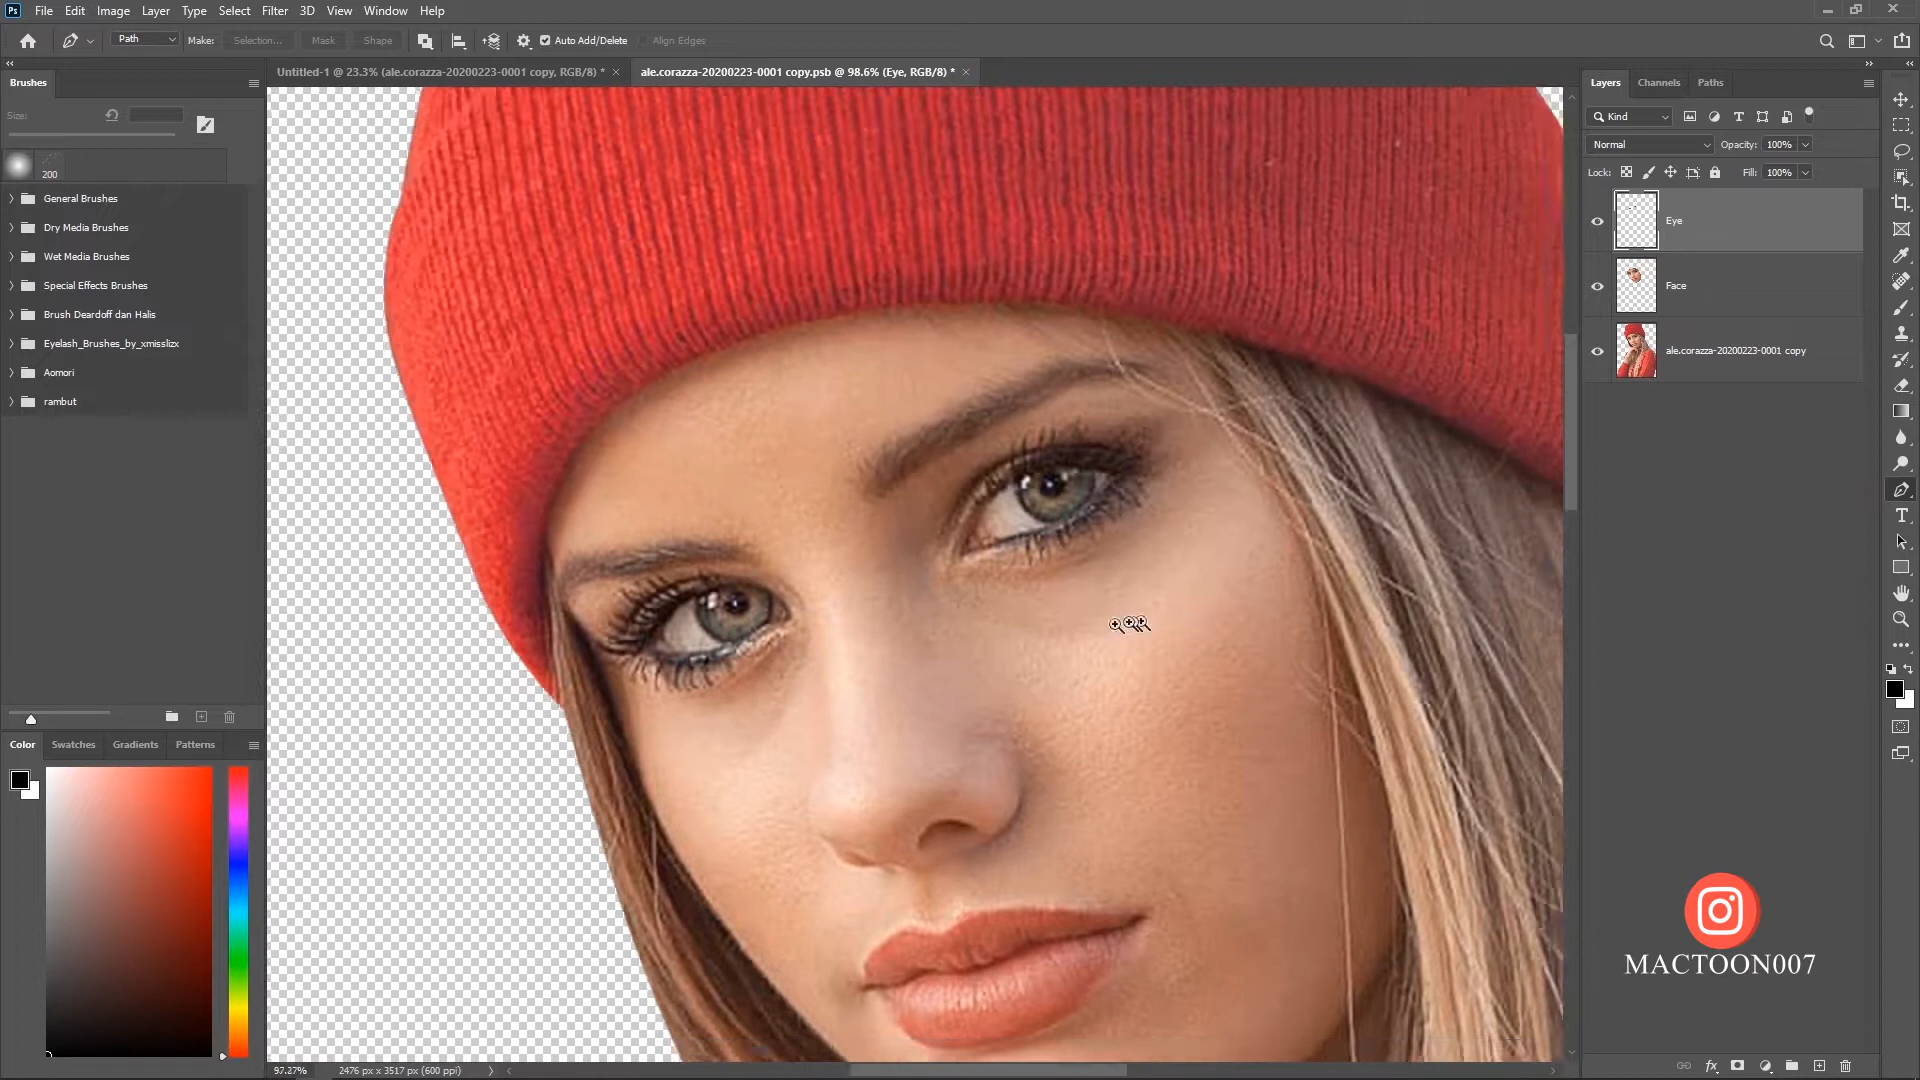 Ps File Edit Image Layer Type Select Filter 3D View Window Help
Path Make: Selection... Mask Shape Auto Add/Delete Align Edges
Untitled-1 @ 23.3% (ale.corazza-20200223-0001 copy, RGB/8) *
ale.corazza-20200223-0001 copy.psb @ 98.6% (Eye, RGB/8) *
Brushes
Size:
200
General Brushes
Dry Media Brushes
Wet Media Brushes
Special Effects Brushes
Brush Deardoff dan Halis
Eyelash_Brushes_by_xmisslizx
Aomori
rambut
Color Swatches Gradients Patterns
97.27% 2476 px x 3517 px (600 ppi)
Layers Channels Paths
Kind
Normal Opacity: 100%
Lock: Fill: 100%
Eye
Face
ale.corazza-20200223-0001 copy
MACTOON007